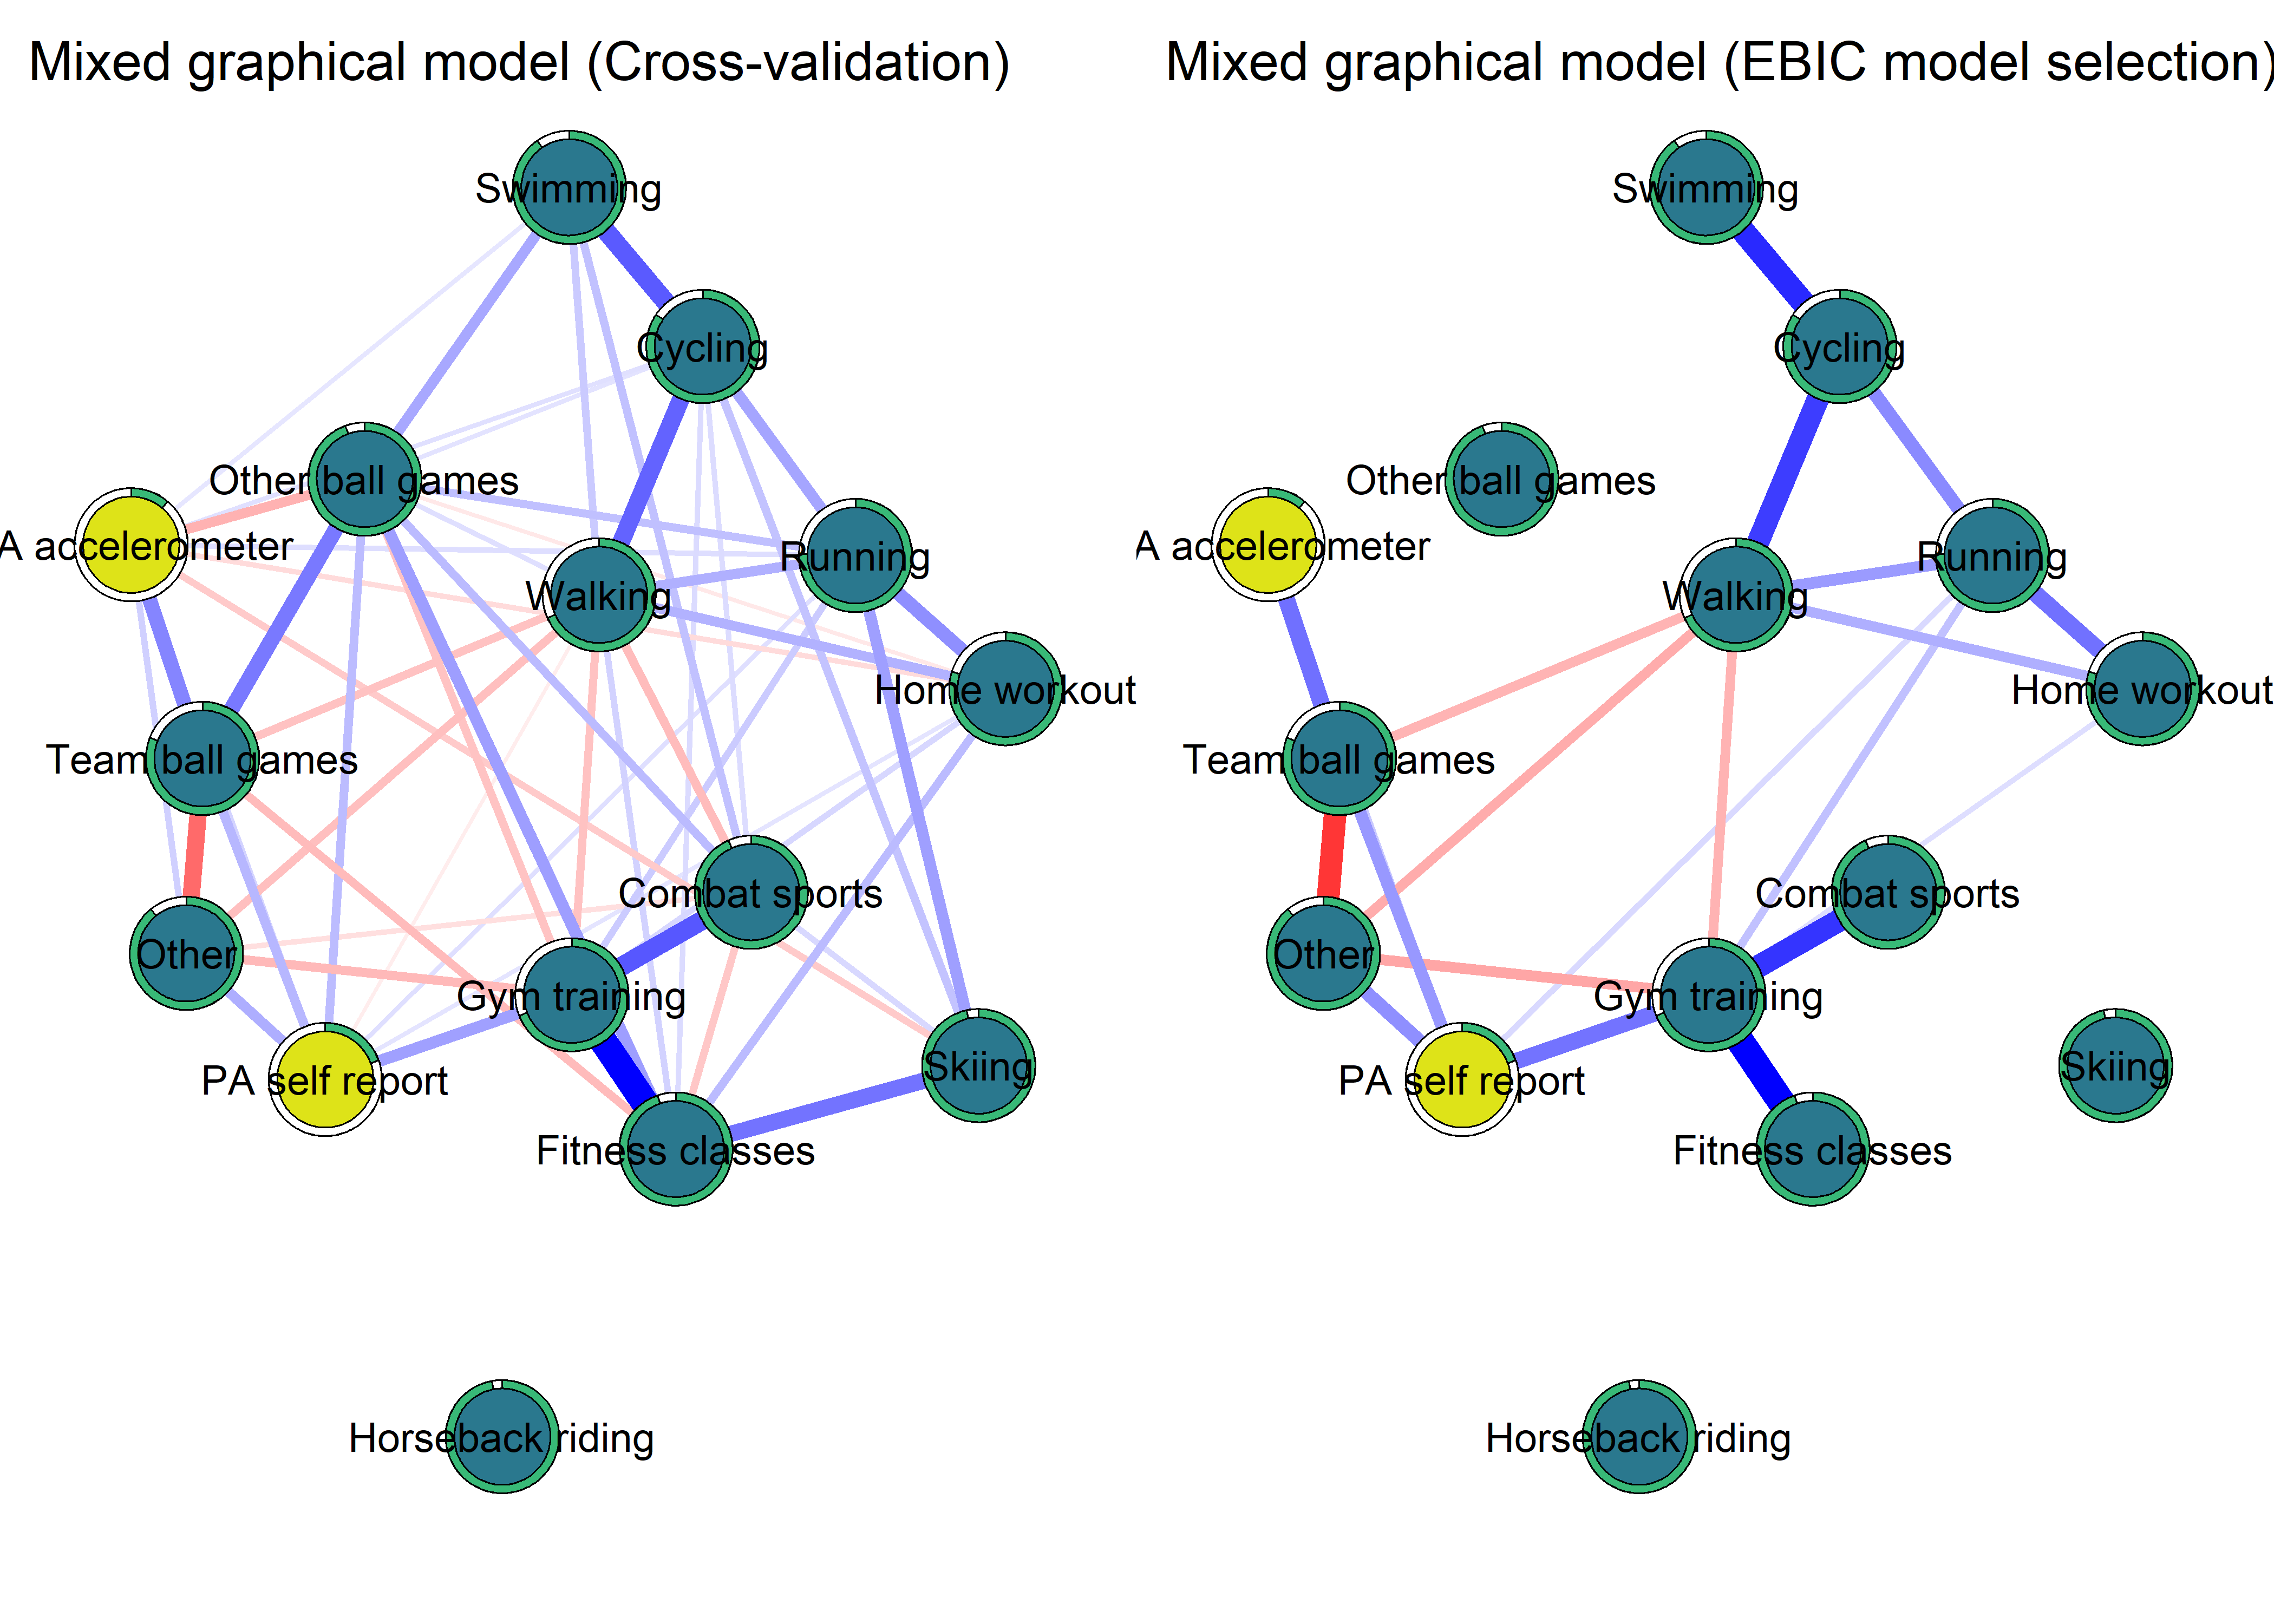 Mixed graphical model (Cross-validation)
Swimming
Cycling
Other ball games
A accelerometer
Running
Walking
Home workout
Team ball games
Combat sports
Other
Gym training
Skiing
PA self report
Fitness classes
Horseback riding
Mixed graphical model (EBIC model selection)
Swimming
Cycling
Other ball games
A accelerometer
Running
Walking
Home workout
Team ball games
Combat sports
Other
Gym training
Skiing
PA self report
Fitness classes
Horseback riding